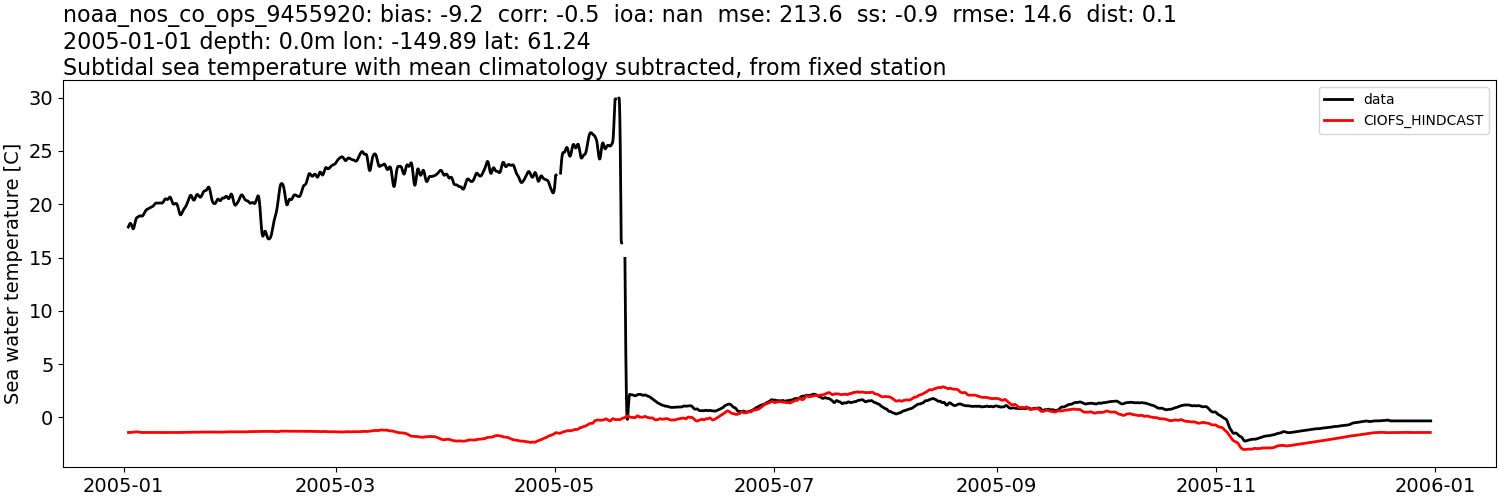 noaa_nos_co_ops_9455920: bias: -9.2  corr: -0.5  ioa: nan  mse: 213.6  ss: -0.9  rmse: 14.6  dist: 0.1
2005-01-01 depth: 0.0m lon: -149.89 lat: 61.24
Subtidal sea temperature with mean climatology subtracted, from fixed station
data
CIOFS_HINDCAST
Sea water temperature [C]
30
25
20
15
10
5
0
2005-01 2005-03 2005-05 2005-07 2005-09 2005-11 2006-01